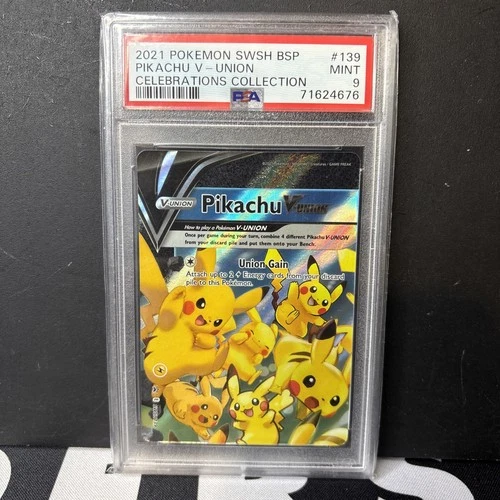 2021 POKEMON SWSH BSP #139
PIKACHU V-UNION MINT
CELEBRATIONS COLLECTION 9
PSA 71624676
V-UNION Pikachu V-UNION
How to play a Pokémon V-UNION
Once per game during your turn, combine 4 different Pikachu V-UNION
from your discard pile and put them onto your Bench.
Union Gain
Attach up to 2 Energy cards from your discard
pile to this Pokémon.